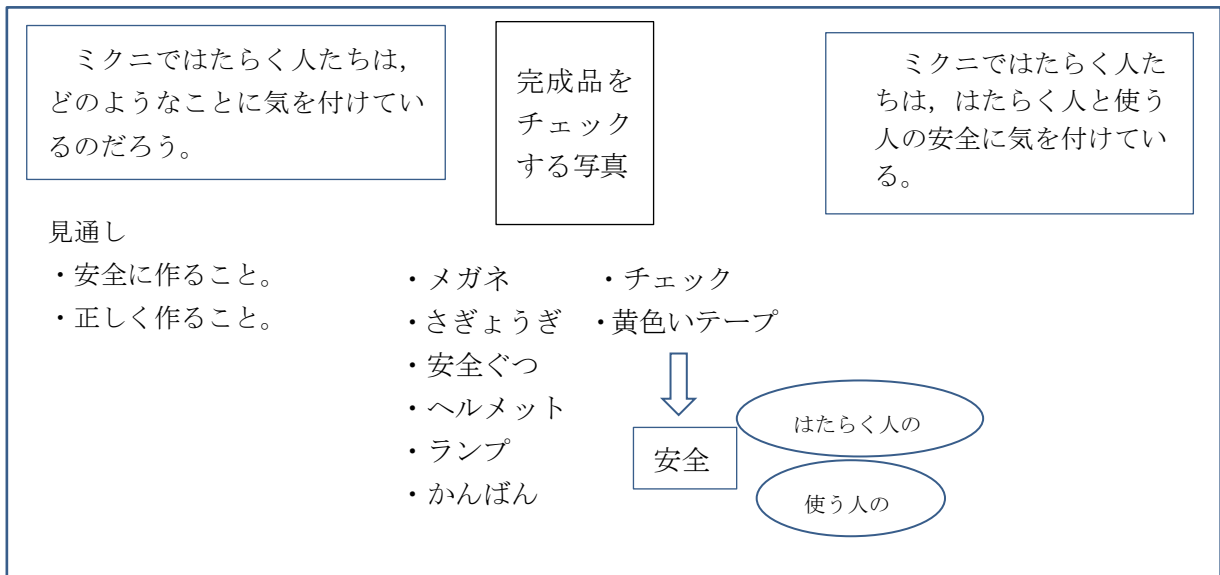 ミクニではたらく人たちは，
どのようなことに気を付けてい
るのだろう。
完成品を
チェック
する写真
ミクニではたらく人た
ちは，はたらく人と使う
人の安全に気を付けてい
る。
見通し
・安全に作ること。
・正しく作ること。
・メガネ
・さぎょうぎ
・安全ぐつ
・ヘルメット
・ランプ
・かんばん
・チェック
・黄色いテープ
安全
はたらく人の
使う人の